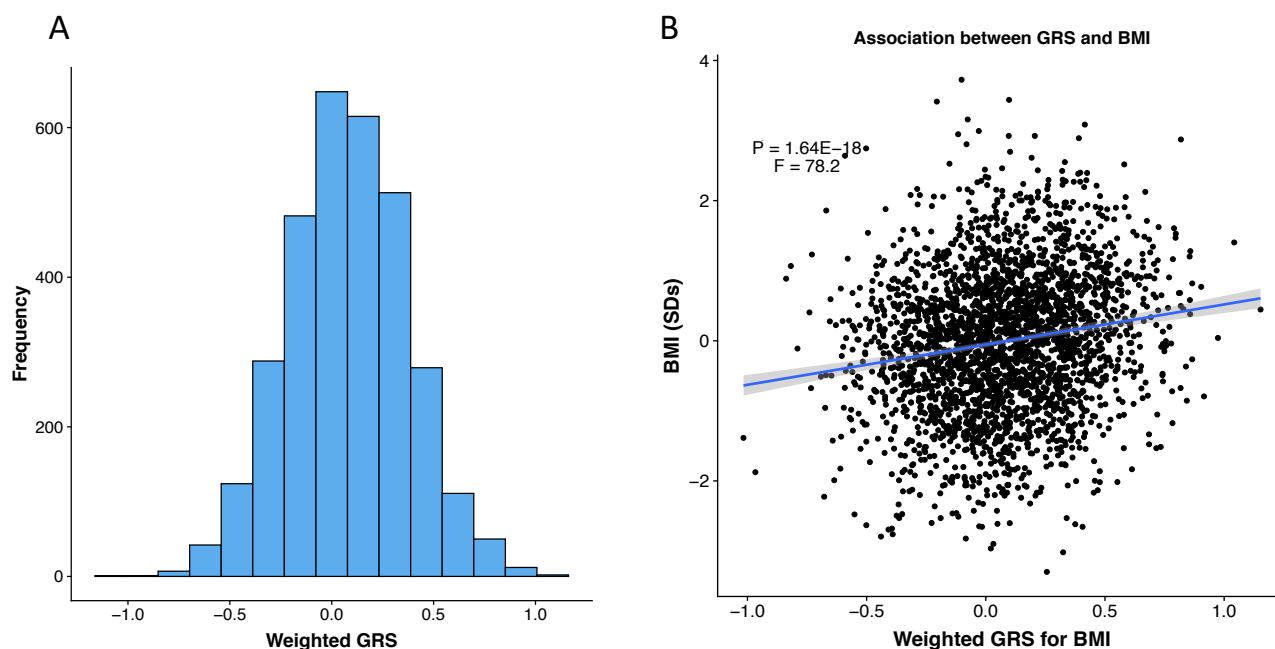 A
600
400
200
0
Frequency
−1.0
−0.5
0.0
0.5
1.0
Weighted GRS
B
Association between GRS and BMI
P = 1.64E−18
F = 78.2
4
2
0
−2
BMI (SDs)
−1.0
−0.5
0.0
0.5
1.0
Weighted GRS for BMI